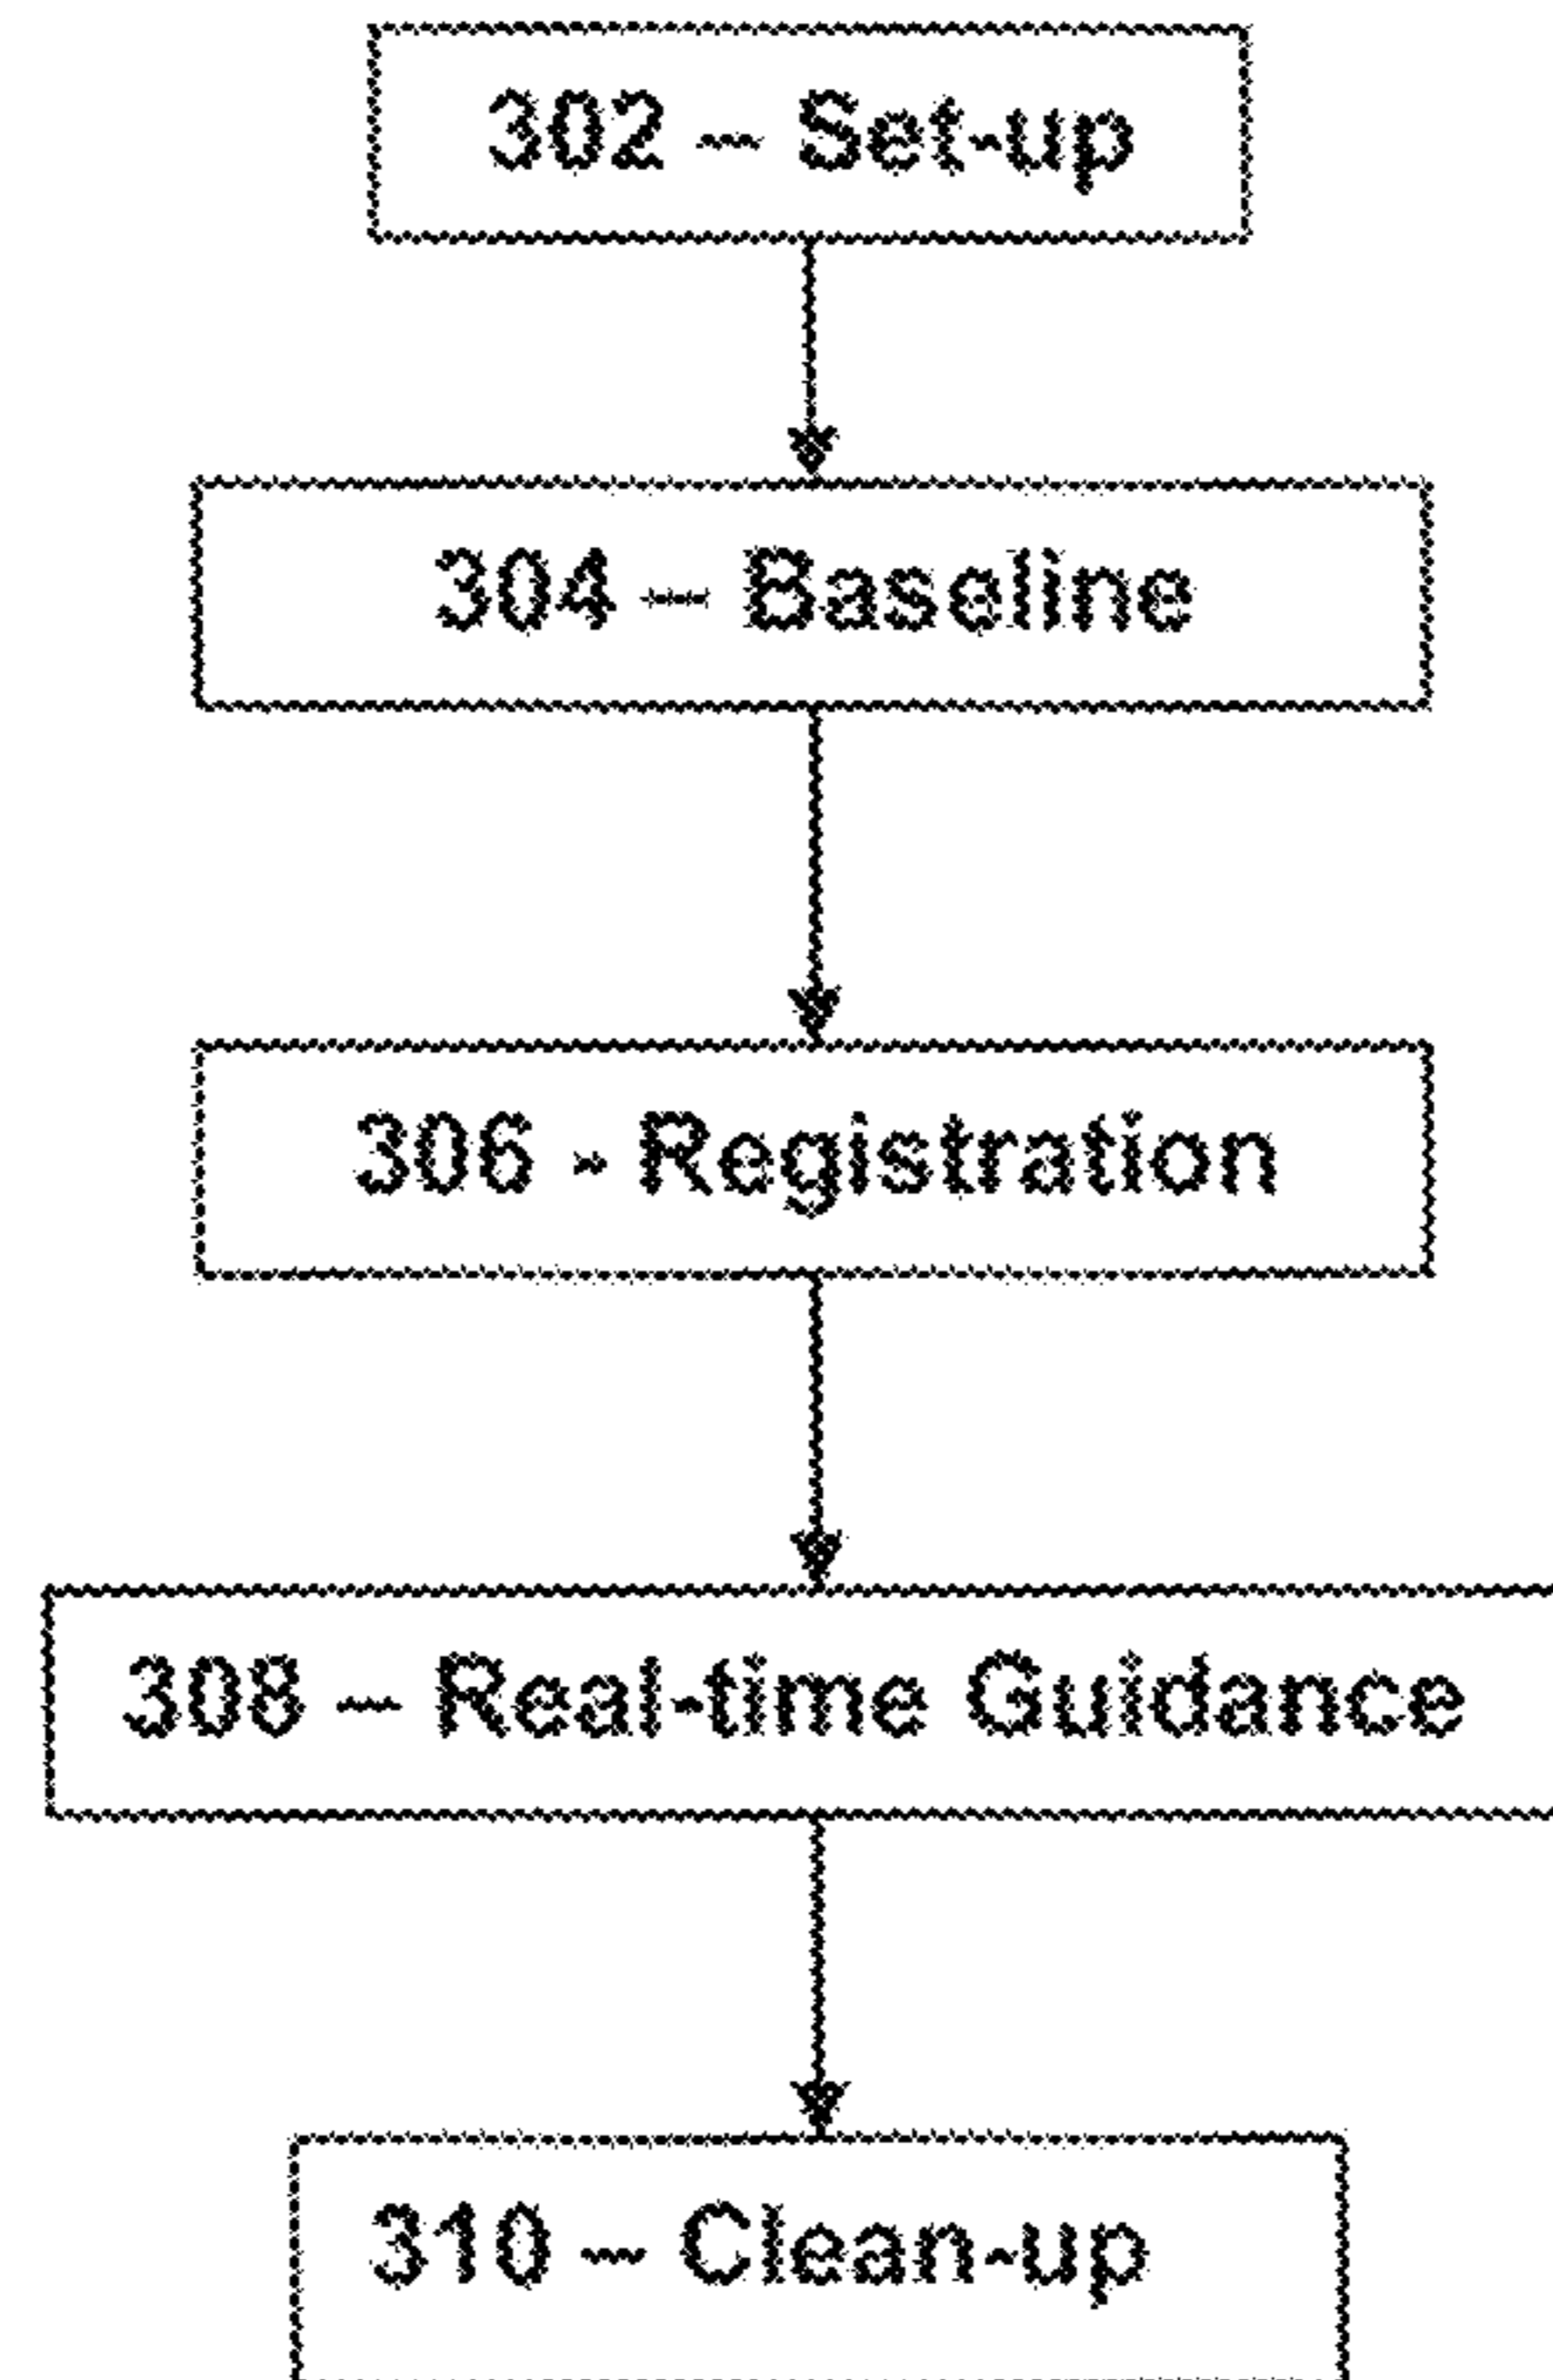 302 – Set-up
304 – Baseline
306 - Registration
308 – Real-time Guidance
310 – Clean-up